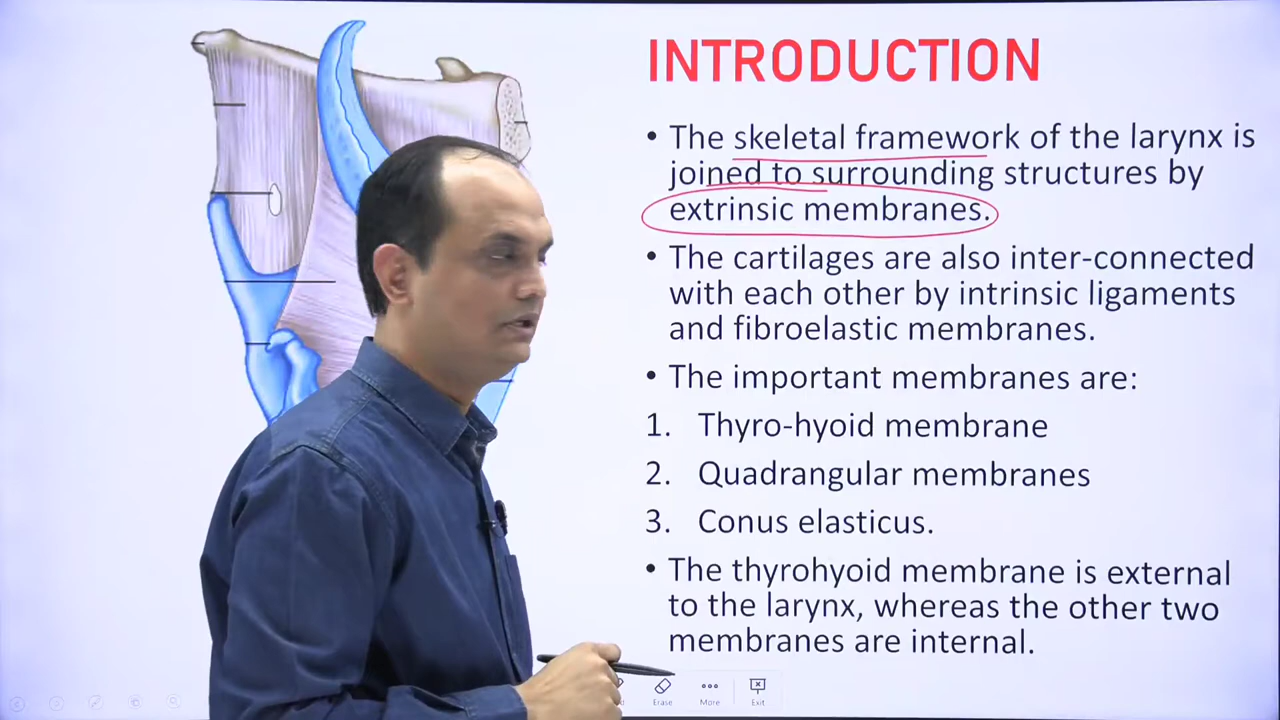 INTRODUCTION
• The skeletal framework of the larynx is
joined to surrounding structures by
extrinsic membranes.
• The cartilages are also inter-connected
with each other by intrinsic ligaments
and fibroelastic membranes.
• The important membranes are:
1. Thyro-hyoid membrane
2. Quadrangular membranes
3. Conus elasticus.
• The thyrohyoid membrane is external
to the larynx, whereas the other two
membranes are internal.
Erase More Exit